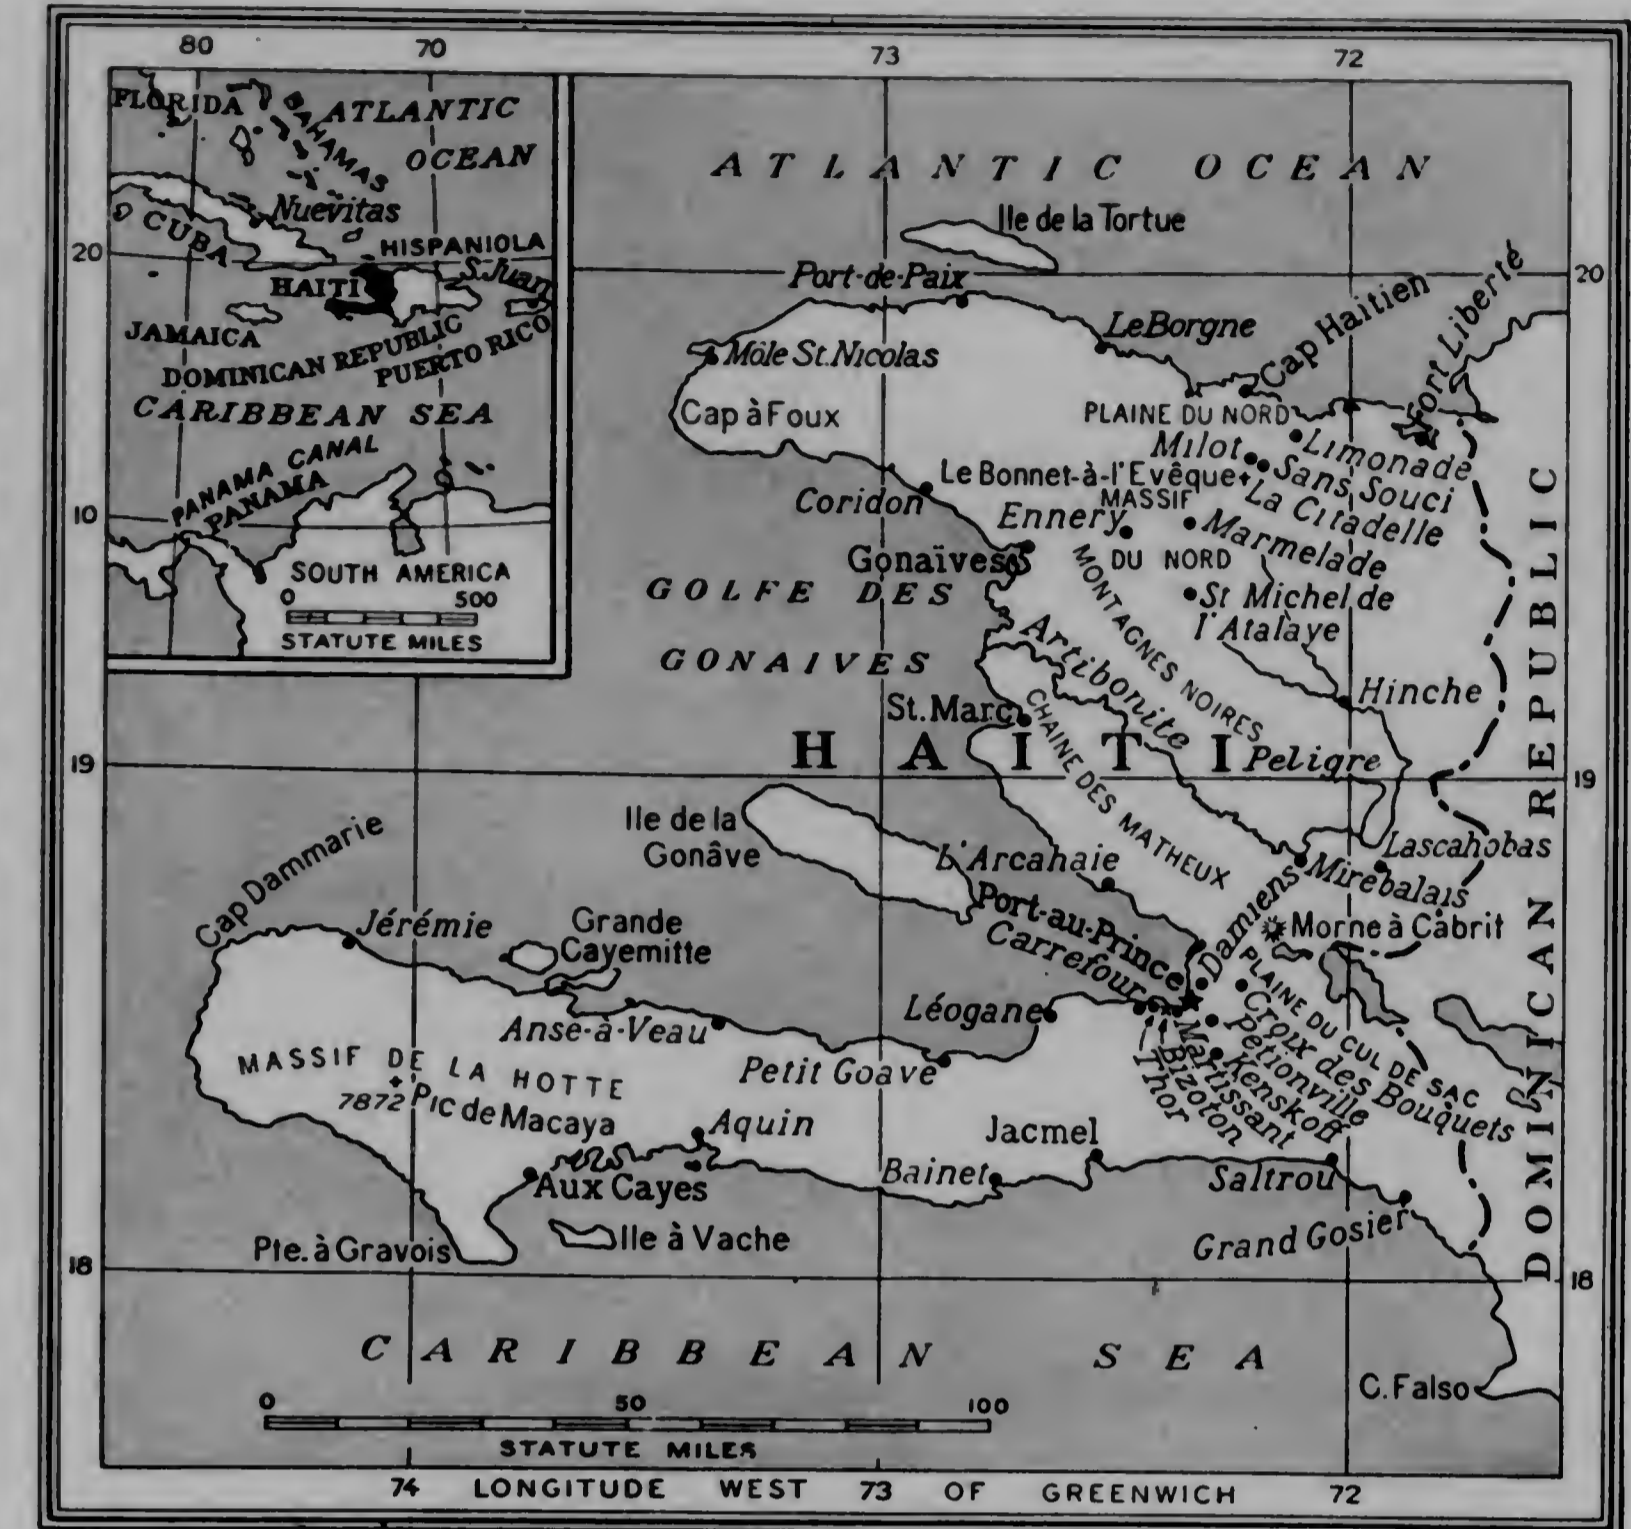 80
70
73
72
FLORIDA
BAHAMAS
ATLANTIC
OCEAN
Nuevitas
CUBA
20
HISPANIOLA
HAITI
S. Juan
JAMAICA
DOMINICAN REPUBLIC
PUERTO RICO
CARIBBEAN SEA
PANAMA CANAL
PANAMA
10
SOUTH AMERICA
0 500
STATUTE MILES
ATLANTIC OCEAN
Ile de la Tortue
Port-de-Paix
20
LeBorgne
Cap Haitien
Fort Liberté
Môle St. Nicolas
Cap à Foux
PLAINE DU NORD
Limonade
Milot
Sans Souci
Le Bonnet-à-l'Evêque
La Citadelle
Coridon
MASSIF
DU NORD
Ennery
Marmelade
Gonaïves
St Michel de
l'Atalaye
GOLFE DES
GONAIVES
MONTAGNES NOIRES
Artibonite
Hinche
St. Marc
CHAINE DES MATHEUX
HAITI
Peligre
19
19
DOMINICAN REPUBLIC
Ile de la
Gonâve
L'Arcahaie
Lascahobas
Mirebalais
Cap Dammarie
Jérémie
Grande
Cayemitte
Port-au-Prince
Carrefour
Damiens
Morne à Cabrit
PLAINE DU CUL DE SAC
Croix des Bouquets
Petionville
Kenskoff
Martissant
Bizoton
Thor
Léogane
Anse-à-Veau
Petit Goave
MASSIF DE LA HOTTE
7872
Pic de Macaya
Aquin
Jacmel
Bainet
Saltrou
Grand Gosier
Aux Cayes
Ile à Vache
Pte. à Gravois
18
18
CARIBBEAN SEA
C. Falso
0 50 100
STATUTE MILES
74 LONGITUDE WEST 73 OF GREENWICH 72